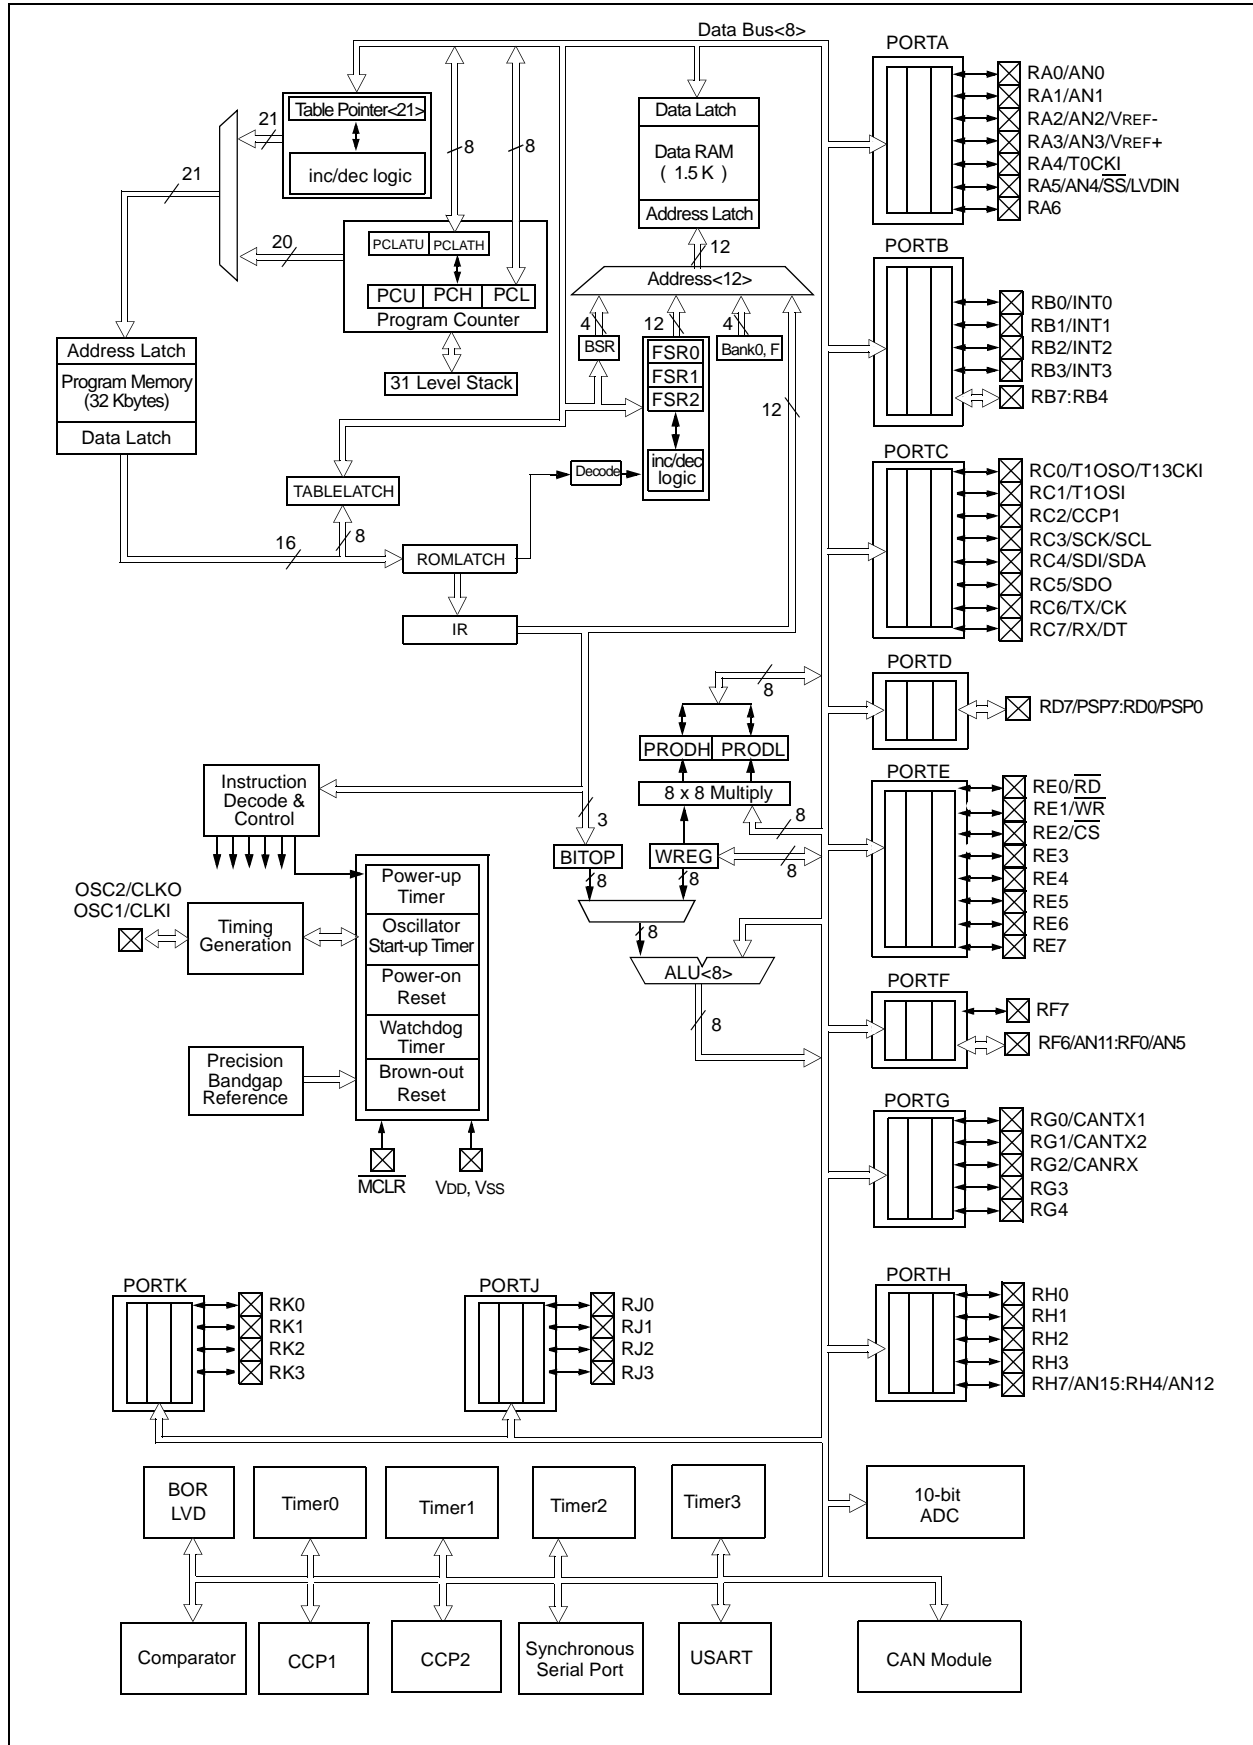 Data Bus<8>
Table Pointer<21>
inc/dec logic
21
21
20
8
8
PCLATU
PCLATH
PCU
PCH
PCL
Program Counter
31 Level Stack
Address Latch
Program Memory
(32 Kbytes)
Data Latch
Data Latch
Data RAM
( 1.5 K )
Address Latch
12
Address<12>
4
12
4
BSR
FSR0
FSR1
FSR2
Bank0, F
12
inc/dec
logic
Decode
TABLELATCH
8
16
ROMLATCH
IR
8
PRODH
PRODL
8 x 8 Multiply
8
3
BITOP
WREG
8
8
8
8
ALU<8>
8
Instruction
Decode &
Control
OSC2/CLKO
OSC1/CLKI
Timing
Generation
Power-up
Timer
Oscillator
Start-up Timer
Power-on
Reset
Watchdog
Timer
Brown-out
Reset
Precision
Bandgap
Reference
MCLR
VDD, VSS
PORTA
RA0/AN0
RA1/AN1
RA2/AN2/VREF-
RA3/AN3/VREF+
RA4/T0CKI
RA5/AN4/SS/LVDIN
RA6
PORTB
RB0/INT0
RB1/INT1
RB2/INT2
RB3/INT3
RB7:RB4
PORTC
RC0/T1OSO/T13CKI
RC1/T1OSI
RC2/CCP1
RC3/SCK/SCL
RC4/SDI/SDA
RC5/SDO
RC6/TX/CK
RC7/RX/DT
PORTD
RD7/PSP7:RD0/PSP0
PORTE
RE0/RD
RE1/WR
RE2/CS
RE3
RE4
RE5
RE6
RE7
PORTF
RF7
RF6/AN11:RF0/AN5
PORTG
RG0/CANTX1
RG1/CANTX2
RG2/CANRX
RG3
RG4
PORTH
RH0
RH1
RH2
RH3
RH7/AN15:RH4/AN12
PORTK
RK0
RK1
RK2
RK3
PORTJ
RJ0
RJ1
RJ2
RJ3
BOR
LVD
Timer0
Timer1
Timer2
Timer3
10-bit
ADC
Comparator
CCP1
CCP2
Synchronous
Serial Port
USART
CAN Module